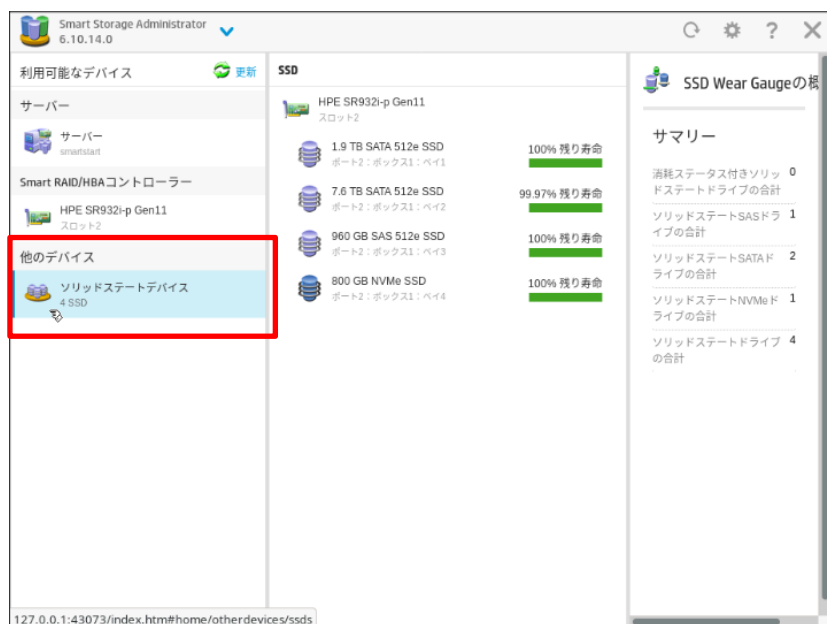 Smart Storage Administrator
6.10.14.0
?
利用可能なデバイス
更新
サーバー
サーバー
smartstart
Smart RAID/HBAコントローラー
HPE SR932i-p Gen11
スロット2
他のデバイス
ソリッドステートデバイス
4 SSD
SSD
HPE SR932i-p Gen11
スロット2
1.9 TB SATA 512e SSD
100% 残り寿命
ポート2：ボックス1：ベイ1
7.6 TB SATA 512e SSD
99.97% 残り寿命
ポート2：ボックス1：ベイ2
960 GB SAS 512e SSD
100% 残り寿命
ポート2：ボックス1：ベイ3
800 GB NVMe SSD
100% 残り寿命
ポート2：ボックス1：ベイ4
SSD Wear Gaugeの概
サマリー
消耗ステータス付きソリッ 0
ドステートドライブの合計
ソリッドステートSASドラ 1
イブの合計
ソリッドステートSATAド 2
ライブの合計
ソリッドステートNVMeド 1
ライブの合計
ソリッドステートドライブ 4
の合計
127.0.0.1:43073/index.htm#home/otherdevices/ssds